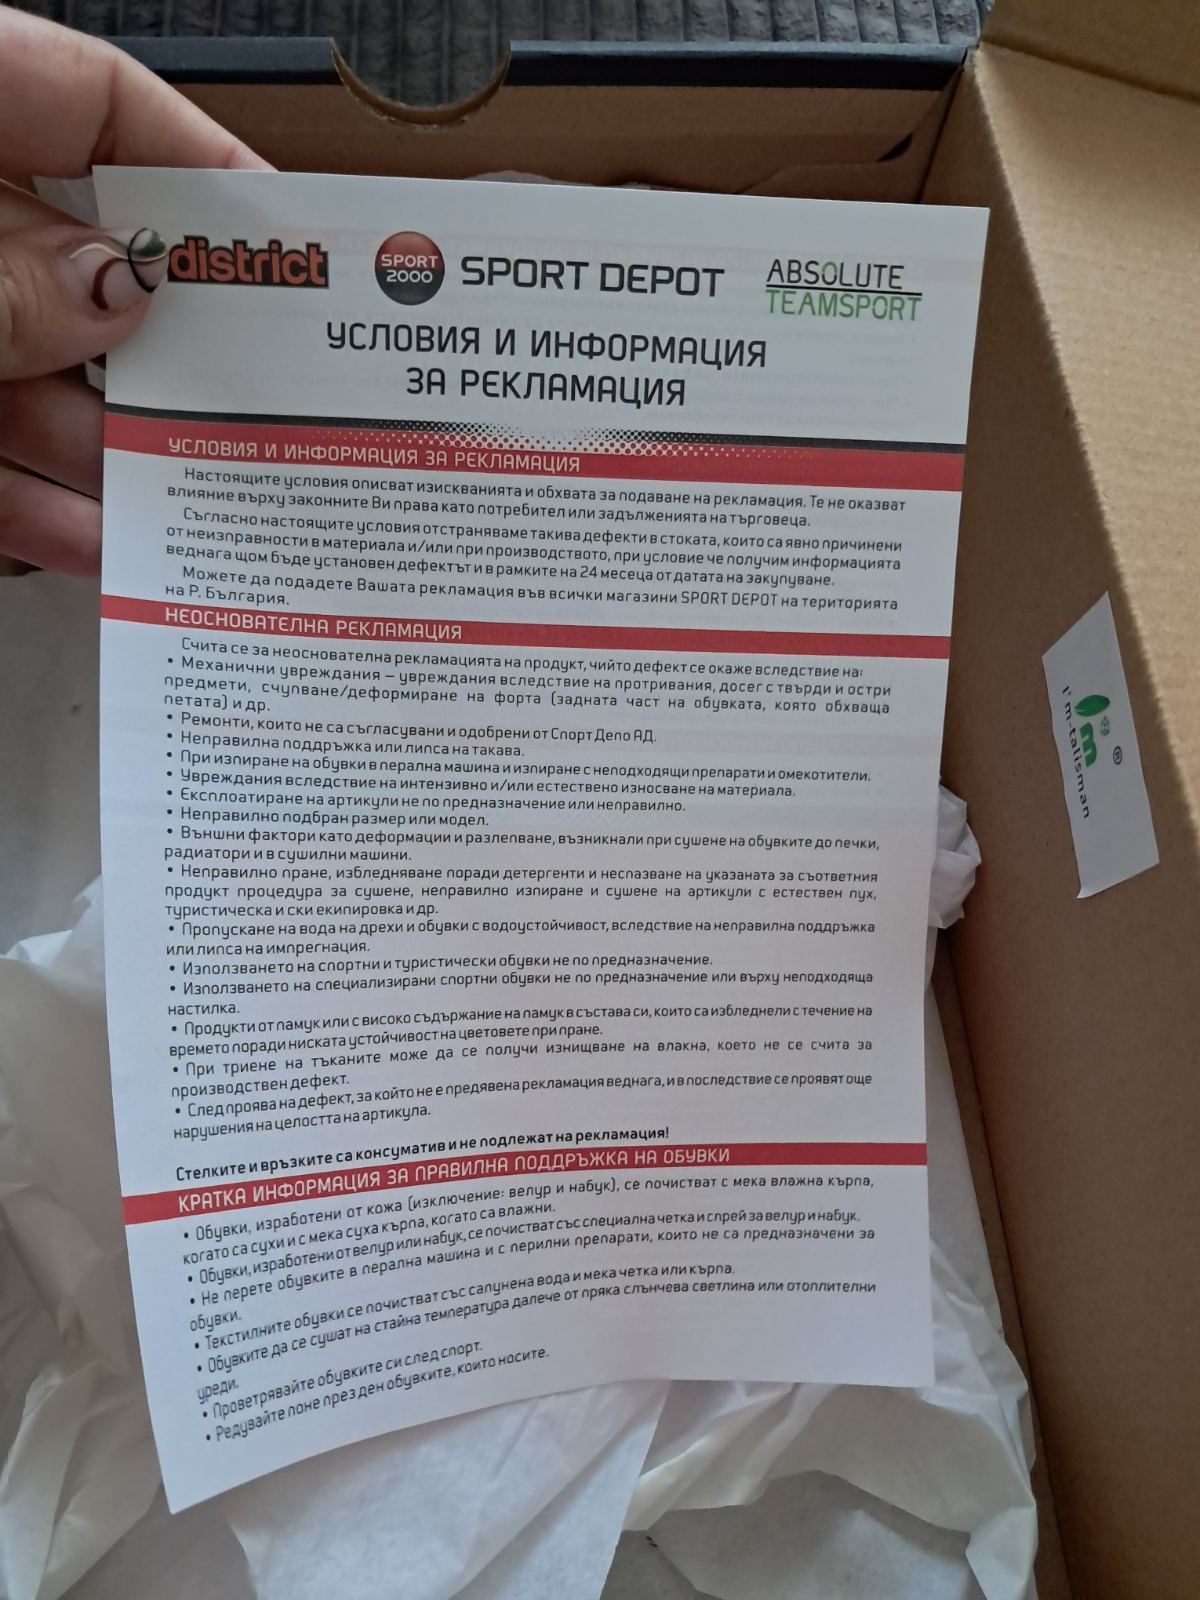 district
SPORT 2000
SPORT DEPOT
ABSOLUTE
TEAMSPORT
УСЛОВИЯ И ИНФОРМАЦИЯ
ЗА РЕКЛАМАЦИЯ
УСЛОВИЯ И ИНФОРМАЦИЯ ЗА РЕКЛАМАЦИЯ
Настоящите условия описват изискванията и обхвата за подаване на рекламация. Те не оказват
влияние върху законните Ви права като потребител или задълженията на търговеца.
Съгласно настоящите условия отстраняваме такива дефекти в стоката, които са явно причинени
от неизправности в материала и/или при производството, при условие че получим информацията
веднага щом бъде установен дефектът и в рамките на 24 месеца от датата на закупуване.
Можете да подадете Вашата рекламация във всички магазини SPORT DEPOT на територията
на Р. България.
НЕОСНОВАТЕЛНА РЕКЛАМАЦИЯ
Счита се за неоснователна рекламацията на продукт, чийто дефект се окаже вследствие на:
• Механични увреждания – увреждания вследствие на протривания, досег с твърди и остри
предмети, счупване/деформиране на форта (задната част на обувката, която обхваща
петата) и др.
• Ремонти, които не са съгласувани и одобрени от Спорт Депо АД.
• Неправилна поддръжка или липса на такава.
• При изпиране на обувки в перална машина и изпиране с неподходящи препарати и омекотители.
• Увреждания вследствие на интензивно и/или естествено износване на материала.
• Експлоатиране на артикули не по предназначение или неправилно.
• Неправилно подбран размер или модел.
• Външни фактори като деформации и разлепване, възникнали при сушене на обувките до печки,
радиатори и в сушилни машини.
• Неправилно пране, избледняване поради детергенти и неспазване на указаната за съответния
продукт процедура за сушене, неправилно изпиране и сушене на артикули с естествен пух,
туристическа и ски екипировка и др.
• Пропускане на вода на дрехи и обувки с водоустойчивост, вследствие на неправилна поддръжка
или липса на импрегнация.
• Използването на спортни и туристически обувки не по предназначение.
• Използването на специализирани спортни обувки не по предназначение или върху неподходяща
настилка.
• Продукти от памук или с високо съдържание на памук в състава си, които са избледнели с течение на
времето поради ниската устойчивост на цветовете при пране.
• При триене на тъканите може да се получи изнищване на влакна, което не се счита за
производствен дефект.
• След проява на дефект, за който не е предявена рекламация веднага, и в последствие се проявят още
нарушения на целостта на артикула.
Стелките и връзките са консуматив и не подлежат на рекламация!
КРАТКА ИНФОРМАЦИЯ ЗА ПРАВИЛНА ПОДДРЪЖКА НА ОБУВКИ
• Обувки, изработени от кожа (изключение: велур и набук), се почистват с мека влажна кърпа,
когато са сухи и с мека суха кърпа, когато са влажни.
• Обувки, изработени от велур или набук, се почистват със специална четка и спрей за велур и набук.
• Не перете обувките в перална машина и с перилни препарати, които не са предназначени за
обувки.
• Текстилните обувки се почистват със сапунена вода и мека четка или кърпа.
• Обувките да се сушат на стайна температура далече от пряка слънчева светлина или отоплителни
уреди.
• Проветрявайте обувките си след спорт.
• Редувайте поне през ден обувките, които носите.
m ®
I'm-talisman